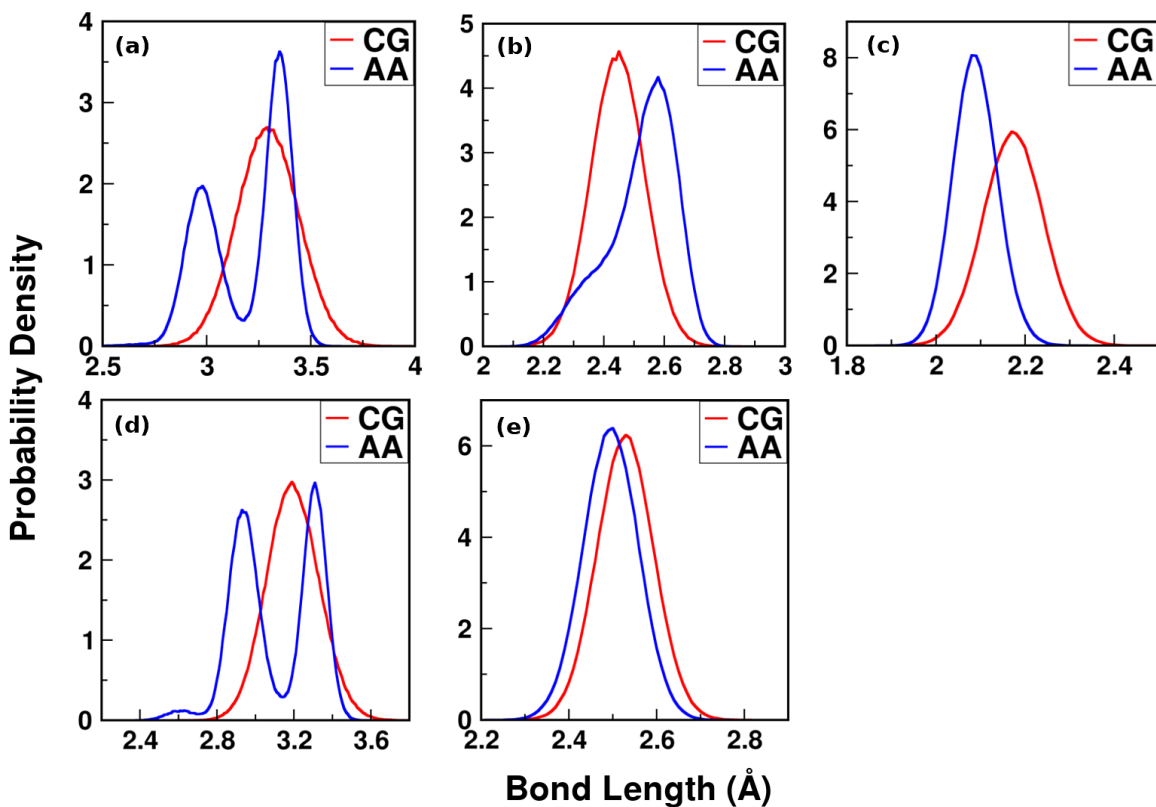 Probability Density
(a)
CG
AA
4
3
2
1
0
2.5 3 3.5 4
(b)
CG
AA
5
4
3
2
1
0
2 2.2 2.4 2.6 2.8 3
(c)
CG
AA
8
6
4
2
0
1.8 2 2.2 2.4
(d)
CG
AA
4
3
2
1
0
2.4 2.8 3.2 3.6
(e)
CG
AA
6
4
2
0
2.2 2.4 2.6 2.8
Bond Length (Å)